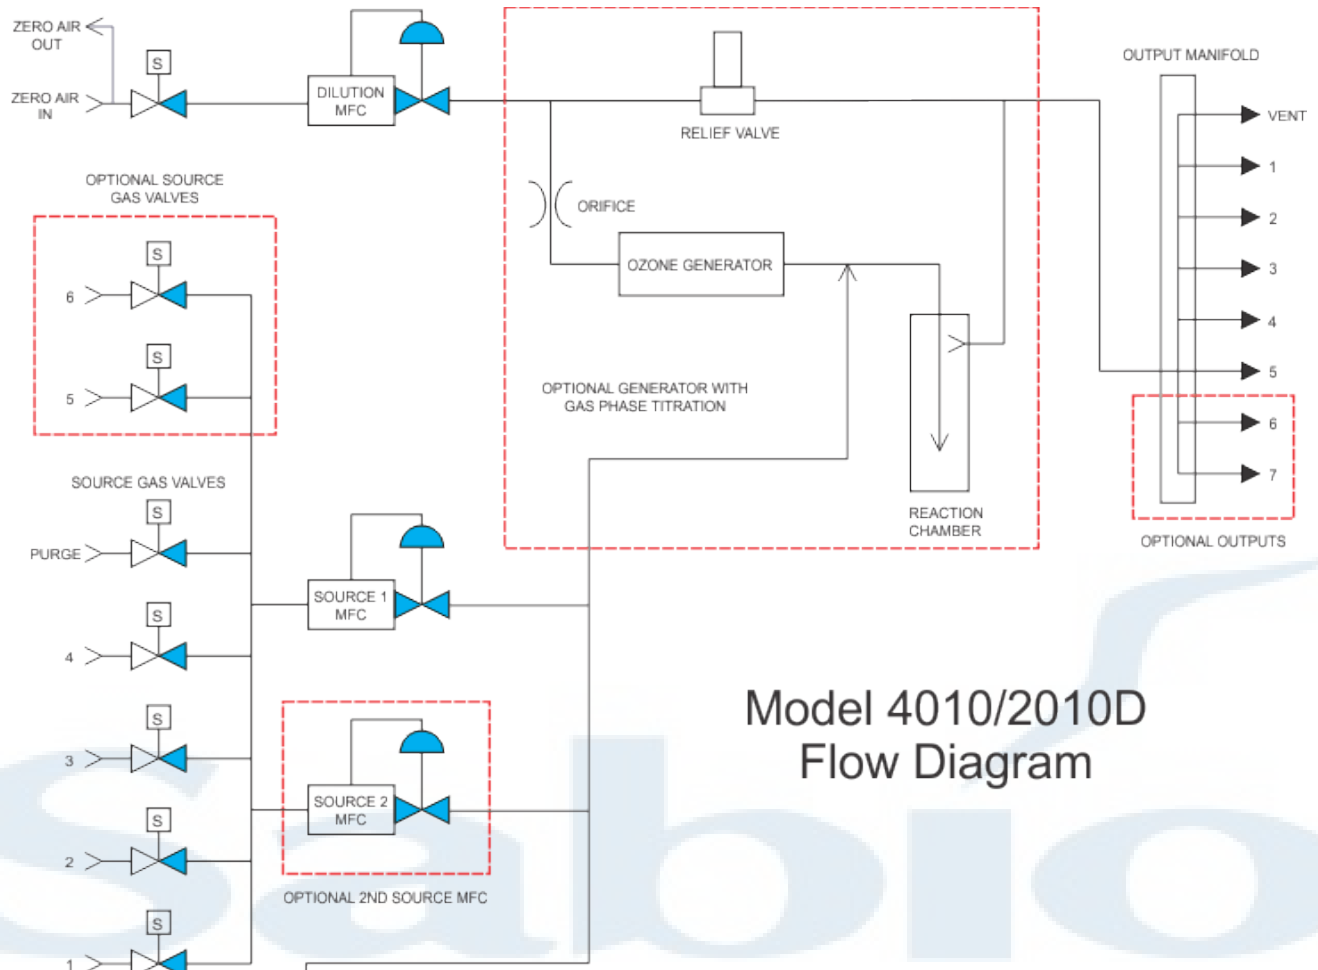 ZERO AIR
OUT
S
ZERO AIR
IN
DILUTION
MFC
RELIEF VALVE
OUTPUT MANIFOLD
VENT
1
2
3
4
5
6
7
OPTIONAL OUTPUTS
OPTIONAL SOURCE
GAS VALVES
S
6
S
5
ORIFICE
OZONE GENERATOR
OPTIONAL GENERATOR WITH
GAS PHASE TITRATION
REACTION
CHAMBER
SOURCE GAS VALVES
S
PURGE
S
4
S
3
S
2
S
1
SOURCE 1
MFC
SOURCE 2
MFC
OPTIONAL 2ND SOURCE MFC
Model 4010/2010D
Flow Diagram
Sabio